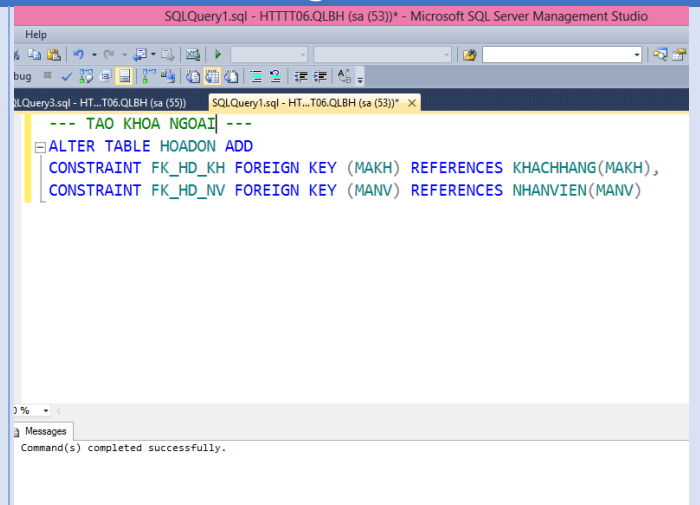 SQLQuery1.sql - HTTTT06.QLBH (sa (53))* - Microsoft SQL Server Management Studio
Help
bug
SQLQuery3.sql - HT...T06.QLBH (sa (55)) SQLQuery1.sql - HT...T06.QLBH (sa (53))* ×
--- TAO KHOA NGOAI ---
ALTER TABLE HOADON ADD
CONSTRAINT FK_HD_KH FOREIGN KEY (MAKH) REFERENCES KHACHHANG(MAKH),
CONSTRAINT FK_HD_NV FOREIGN KEY (MANV) REFERENCES NHANVIEN(MANV)
0 %
Messages
Command(s) completed successfully.